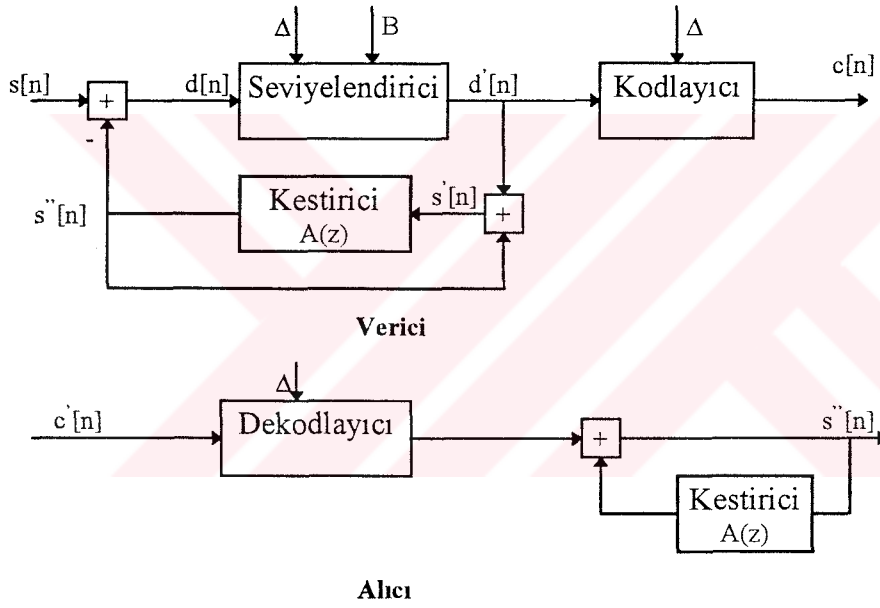 Δ B Δ
s[n] + d[n] Seviyelendirici d'[n] Kodlayıcı c[n]
-
s''[n] Kestirici s'[n] +
A(z)
Verici
Δ
c'[n] Dekodlayıcı + s''[n]
Kestirici
A(z)
Alıcı